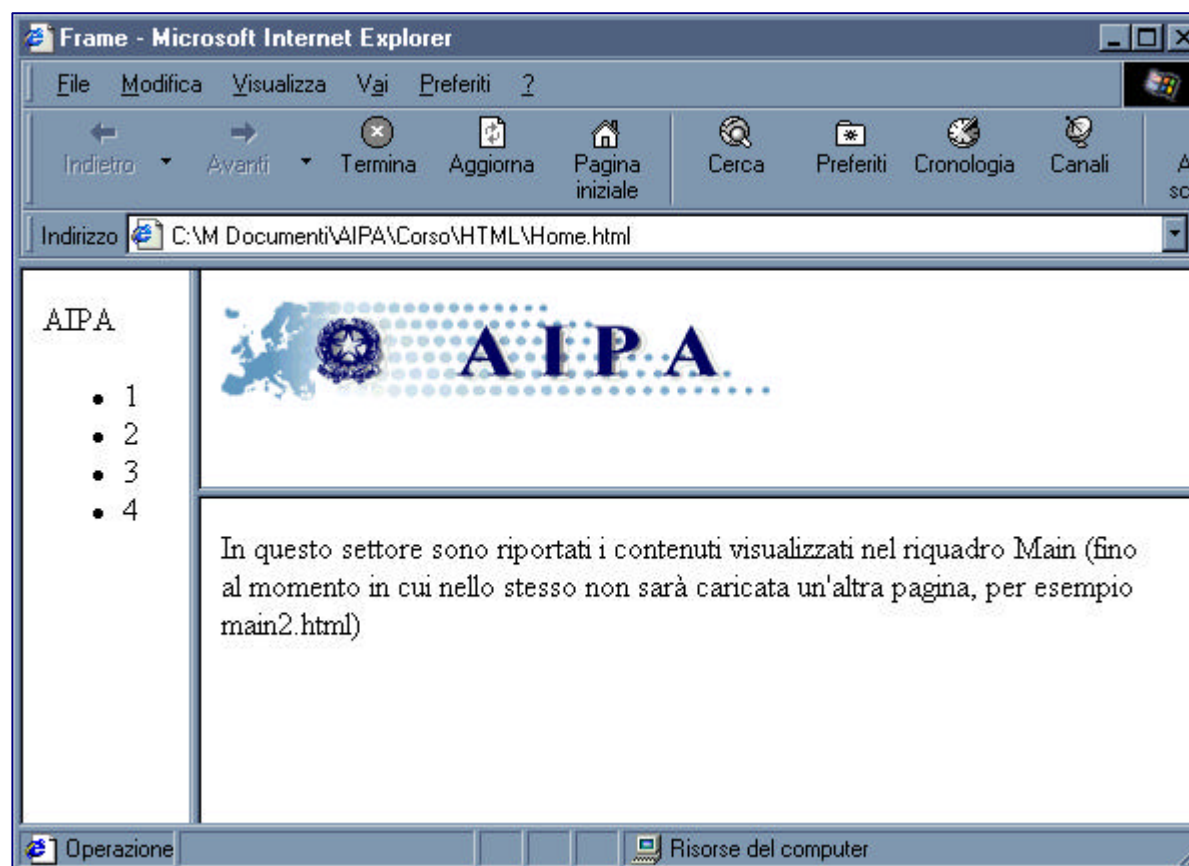 Frame - Microsoft Internet Explorer
File Modifica Visualizza Vai Preferiti ?
Indietro Avanti Termina Aggiorna Pagina iniziale Cerca Preferiti Cronologia Canali
Indirizzo C:\M Documenti\AIPA\Corso\HTML\Home.html
AIPA
1
2
3
4
A I P A
In questo settore sono riportati i contenuti visualizzati nel riquadro Main (fino
al momento in cui nello stesso non sarà caricata un'altra pagina, per esempio
main2.html)
Operazione Risorse del computer